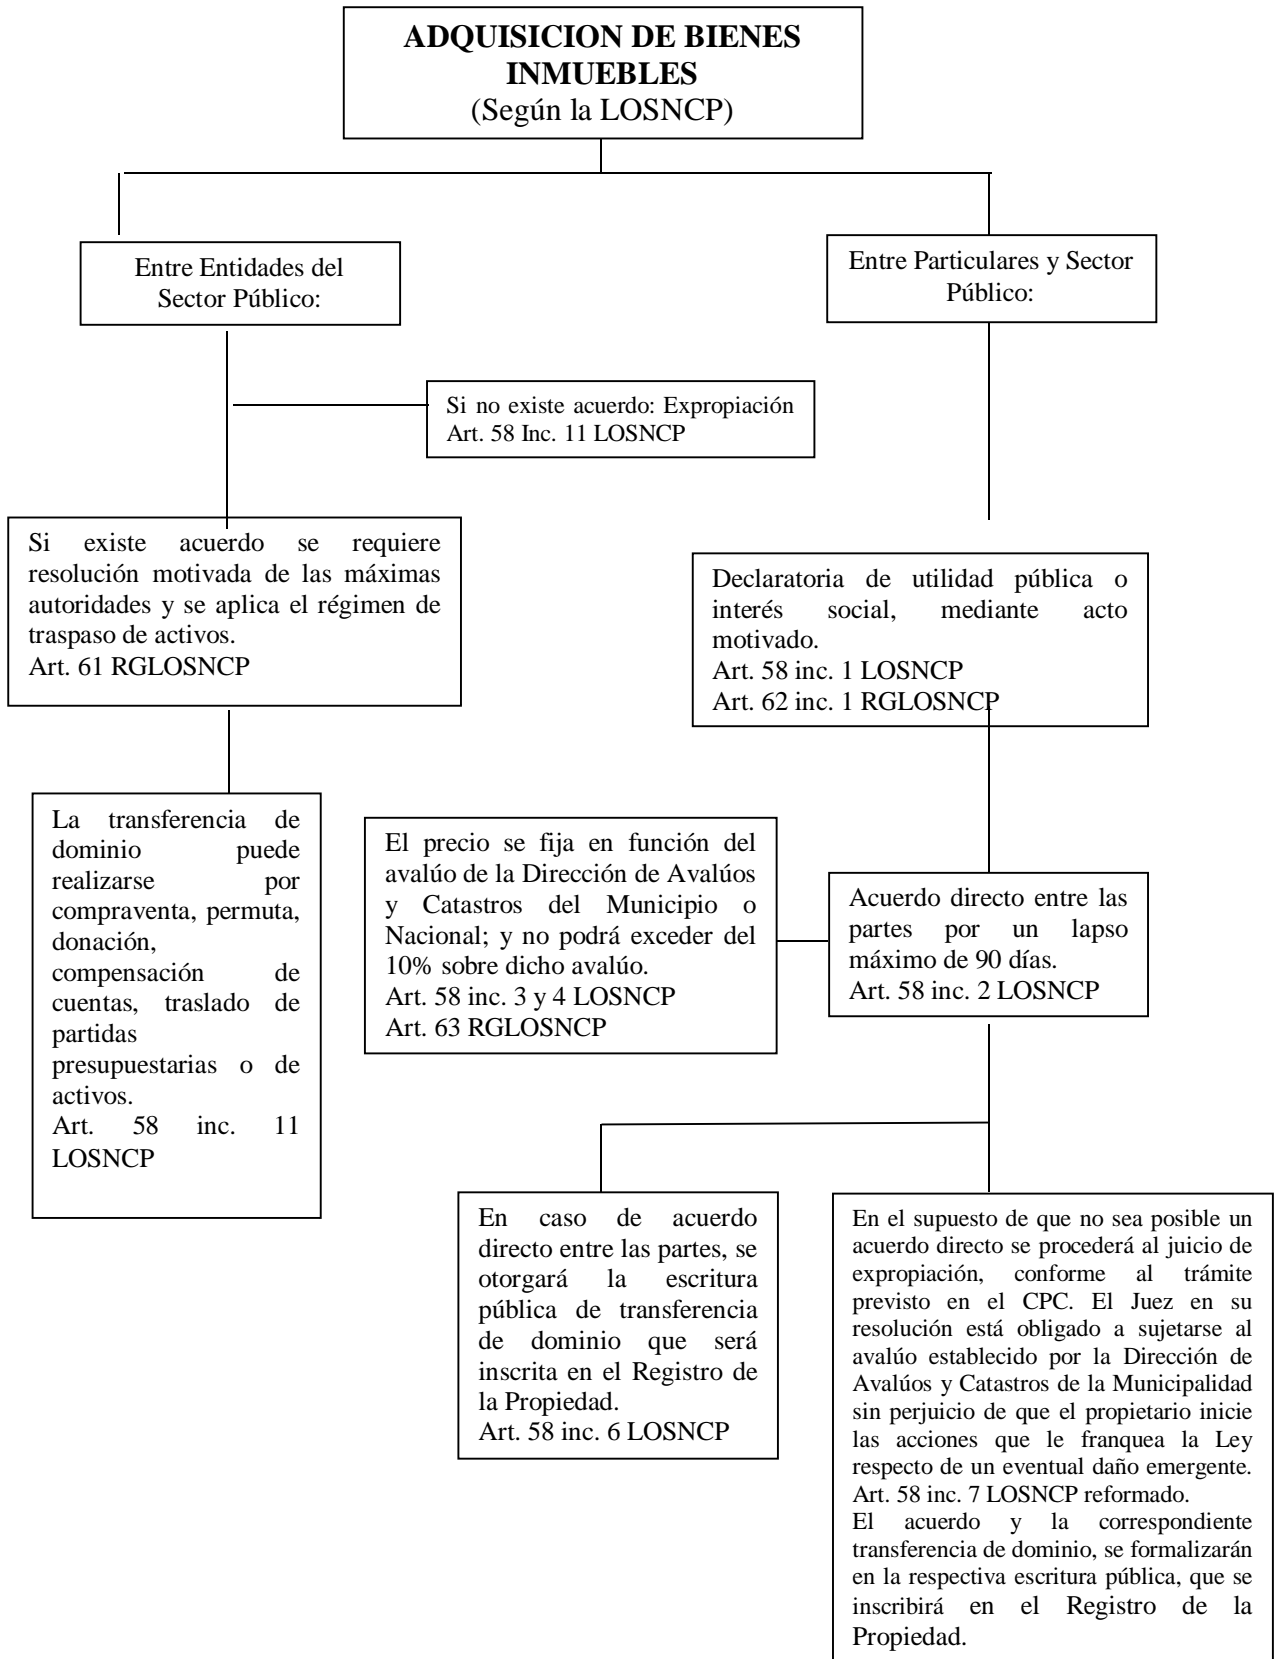 ADQUISICION DE BIENES
INMUEBLES
(Según la LOSNCP)
Entre Entidades del
Sector Público:
Entre Particulares y Sector
Público:
Si no existe acuerdo: Expropiación
Art. 58 Inc. 11 LOSNCP
Si existe acuerdo se requiere
resolución motivada de las máximas
autoridades y se aplica el régimen de
traspaso de activos.
Art. 61 RGLOSNCP
Declaratoria de utilidad pública o
interés social, mediante acto
motivado.
Art. 58 inc. 1 LOSNCP
Art. 62 inc. 1 RGLOSNCP
La transferencia de
dominio puede
realizarse por
compraventa, permuta,
donación,
compensación de
cuentas, traslado de
partidas
presupuestarias o de
activos.
Art. 58 inc. 11
LOSNCP
El precio se fija en función del
avalúo de la Dirección de Avalúos
y Catastros del Municipio o
Nacional; y no podrá exceder del
10% sobre dicho avalúo.
Art. 58 inc. 3 y 4 LOSNCP
Art. 63 RGLOSNCP
Acuerdo directo entre las
partes por un lapso
máximo de 90 días.
Art. 58 inc. 2 LOSNCP
En caso de acuerdo
directo entre las partes, se
otorgará la escritura
pública de transferencia
de dominio que será
inscrita en el Registro de
la Propiedad.
Art. 58 inc. 6 LOSNCP
En el supuesto de que no sea posible un
acuerdo directo se procederá al juicio de
expropiación, conforme al trámite
previsto en el CPC. El Juez en su
resolución está obligado a sujetarse al
avalúo establecido por la Dirección de
Avalúos y Catastros de la Municipalidad
sin perjuicio de que el propietario inicie
las acciones que le franquea la Ley
respecto de un eventual daño emergente.
Art. 58 inc. 7 LOSNCP reformado.
El acuerdo y la correspondiente
transferencia de dominio, se formalizarán
en la respectiva escritura pública, que se
inscribirá en el Registro de la
Propiedad.